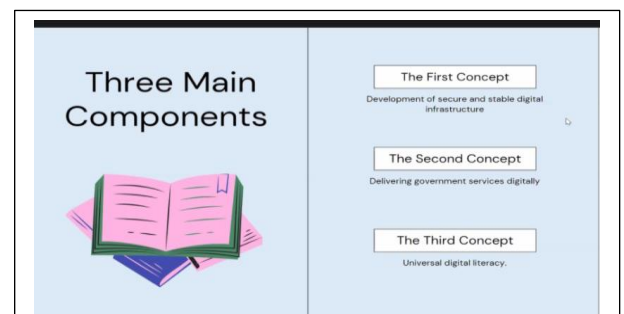 Three Main
Components
The First Concept
Development of secure and stable digital
infrastructure
The Second Concept
Delivering government services digitally
The Third Concept
Universal digital literacy.